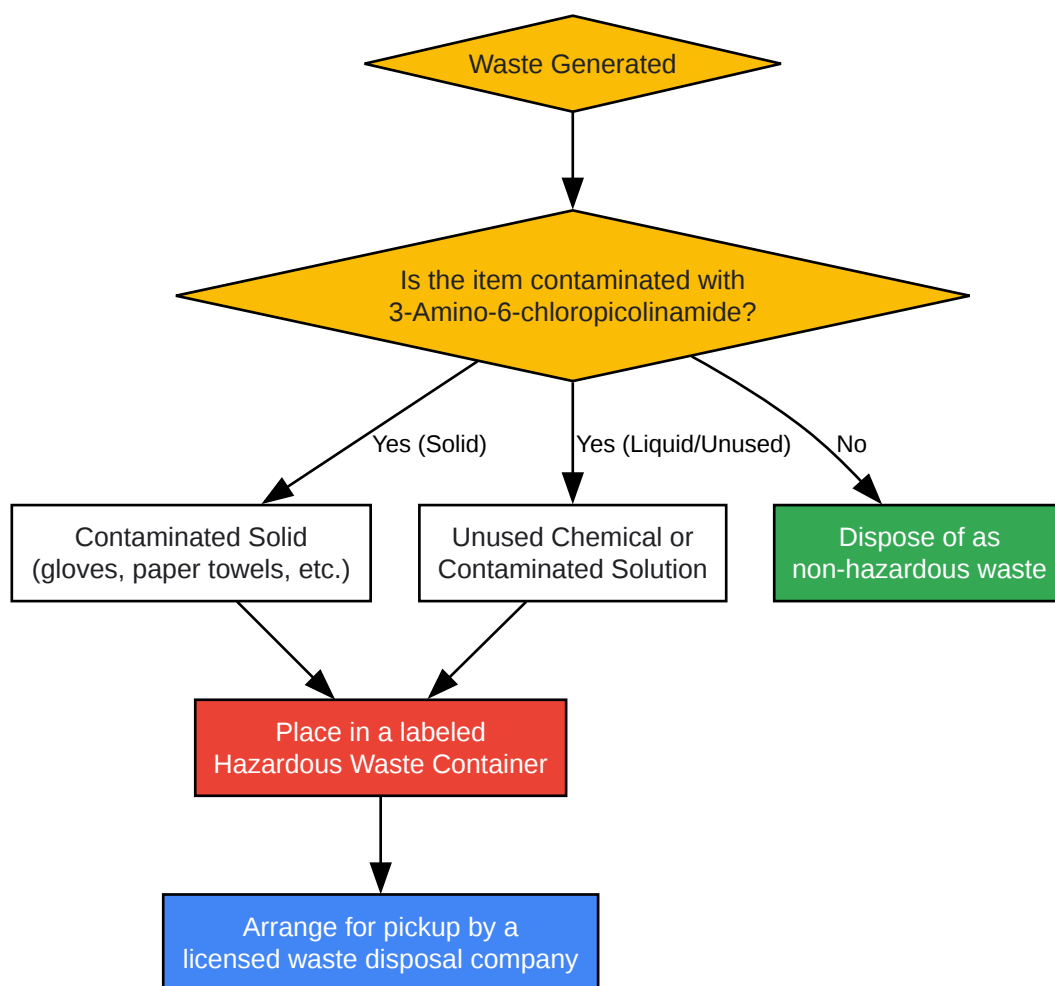 Waste Generated
Is the item contaminated with
3-Amino-6-chloropicolinamide?
Yes (Solid)
Yes (Liquid/Unused)
No
Contaminated Solid
(gloves, paper towels, etc.)
Unused Chemical or
Contaminated Solution
Dispose of as
non-hazardous waste
Place in a labeled
Hazardous Waste Container
Arrange for pickup by a
licensed waste disposal company